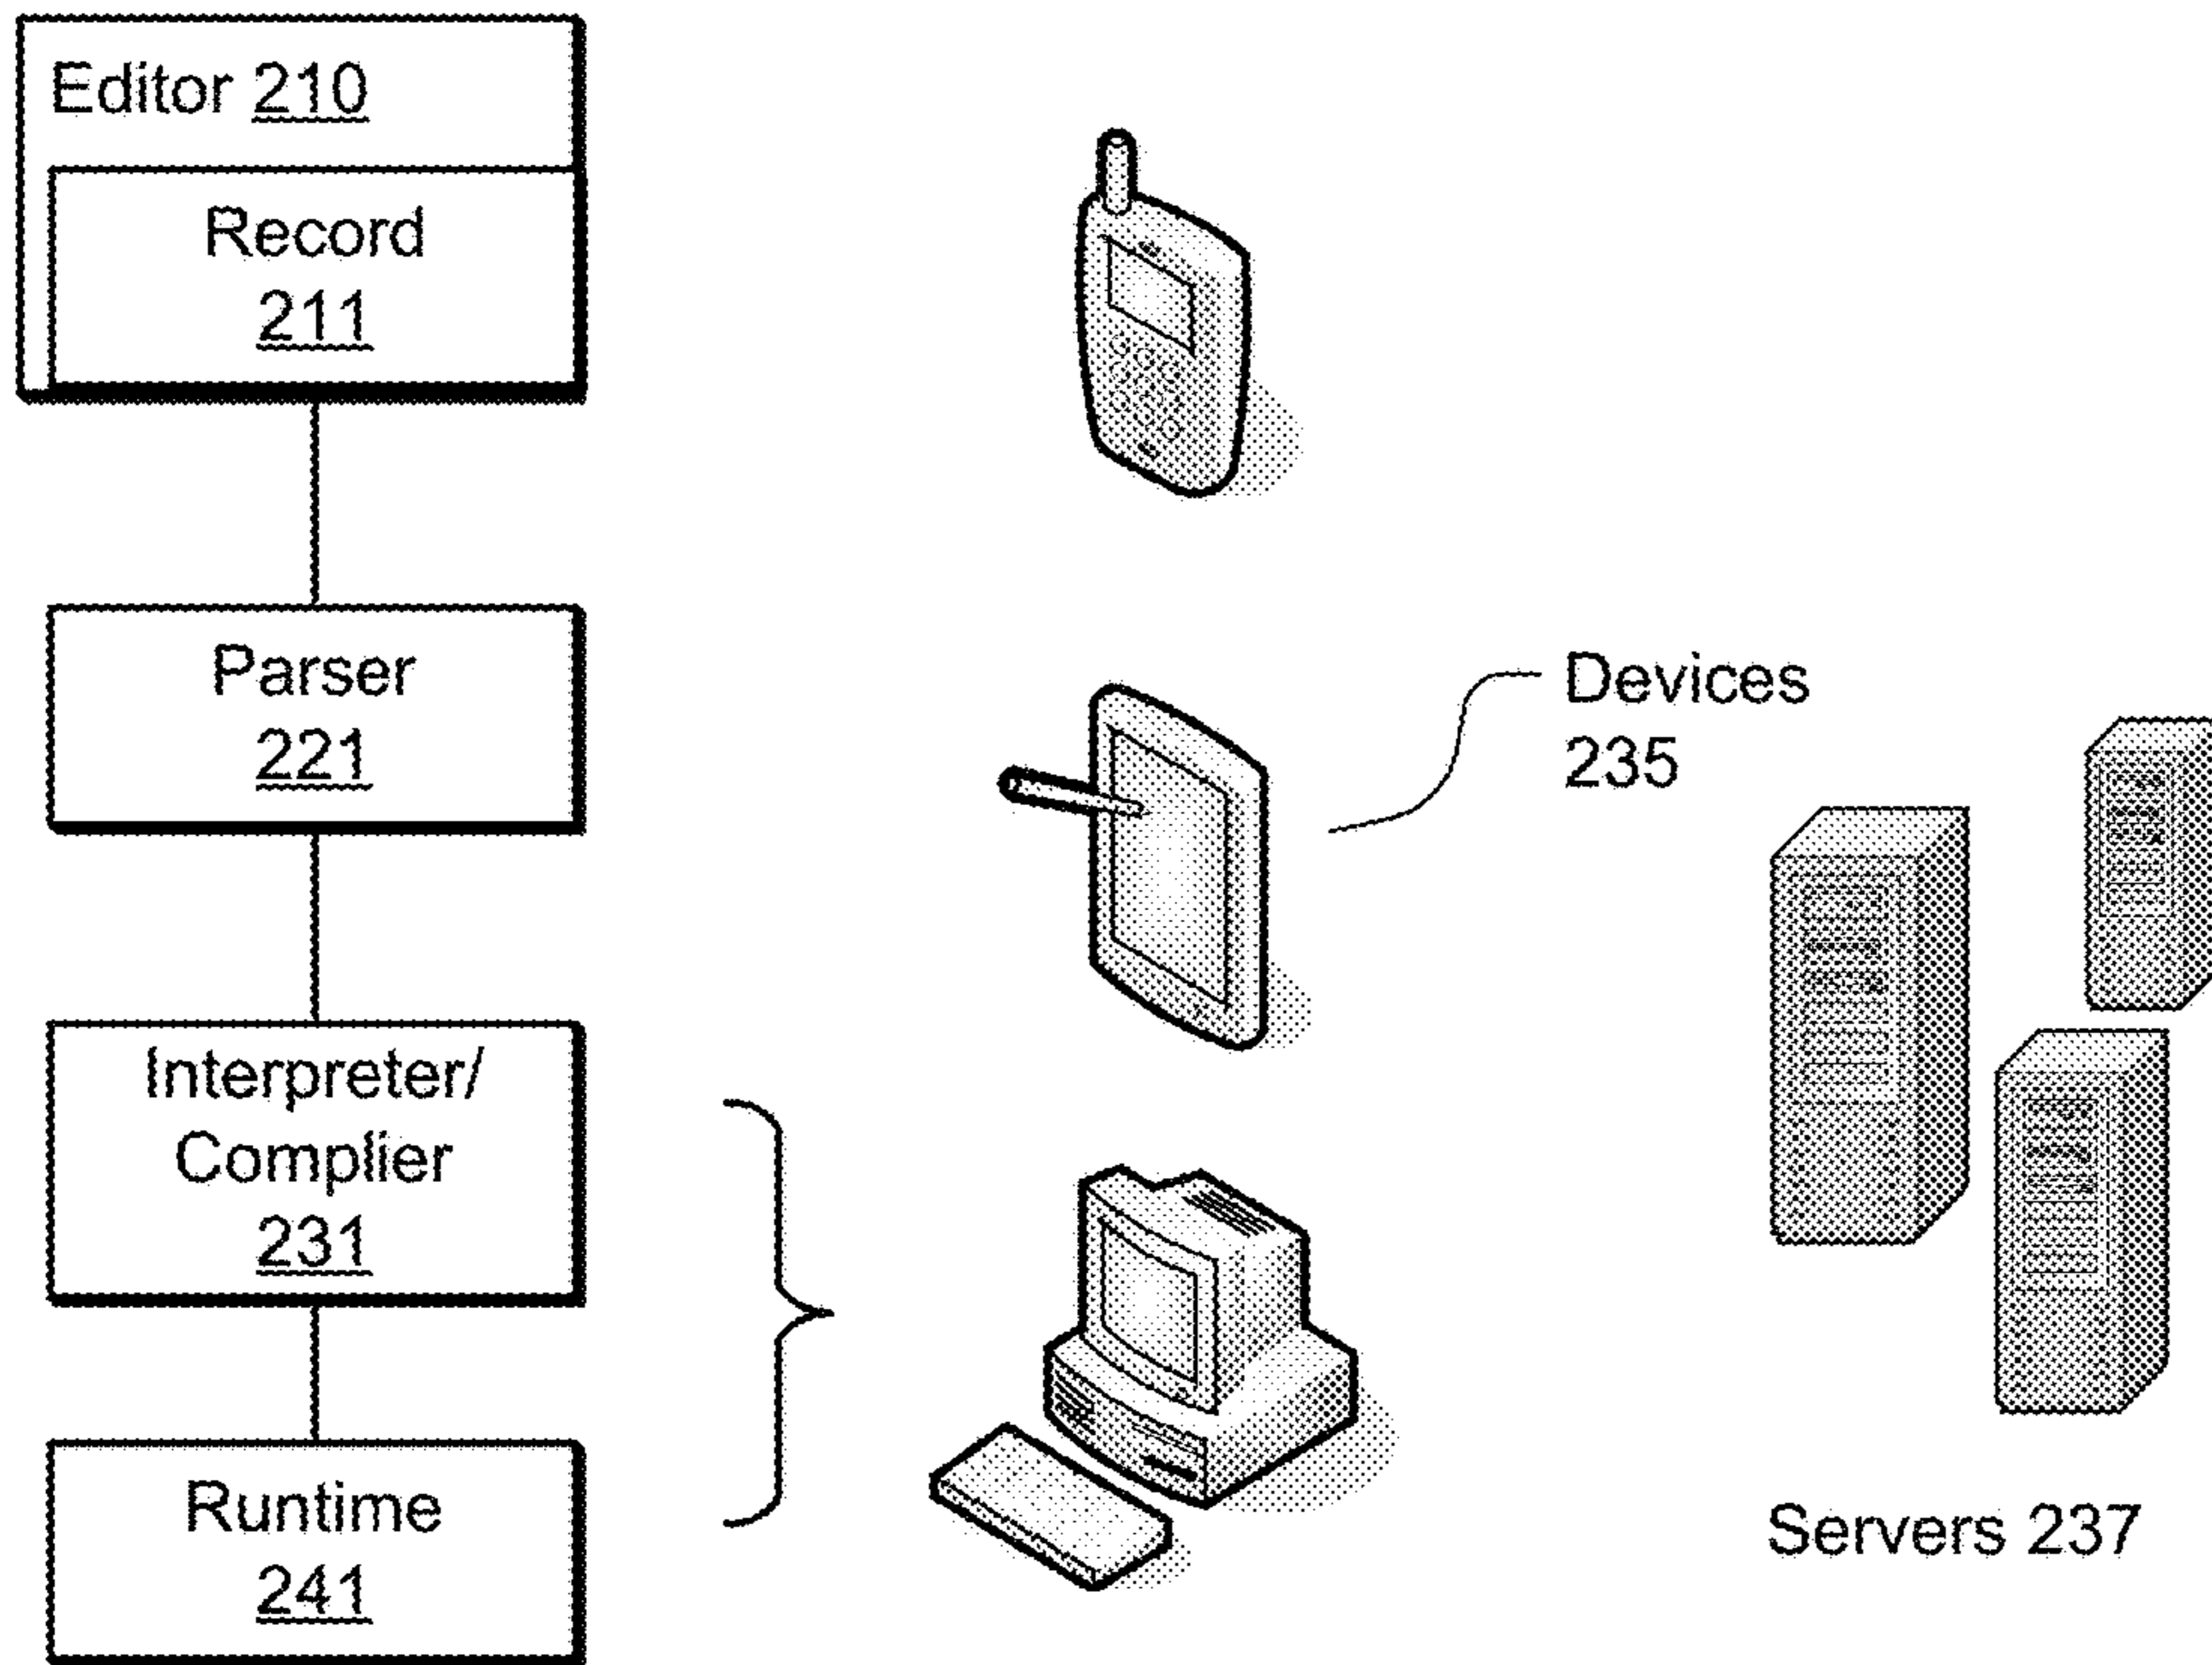 Editor 210
Record
211
Parser
221
Interpreter/
Complier
231
Runtime
241
Devices
235
Servers 237